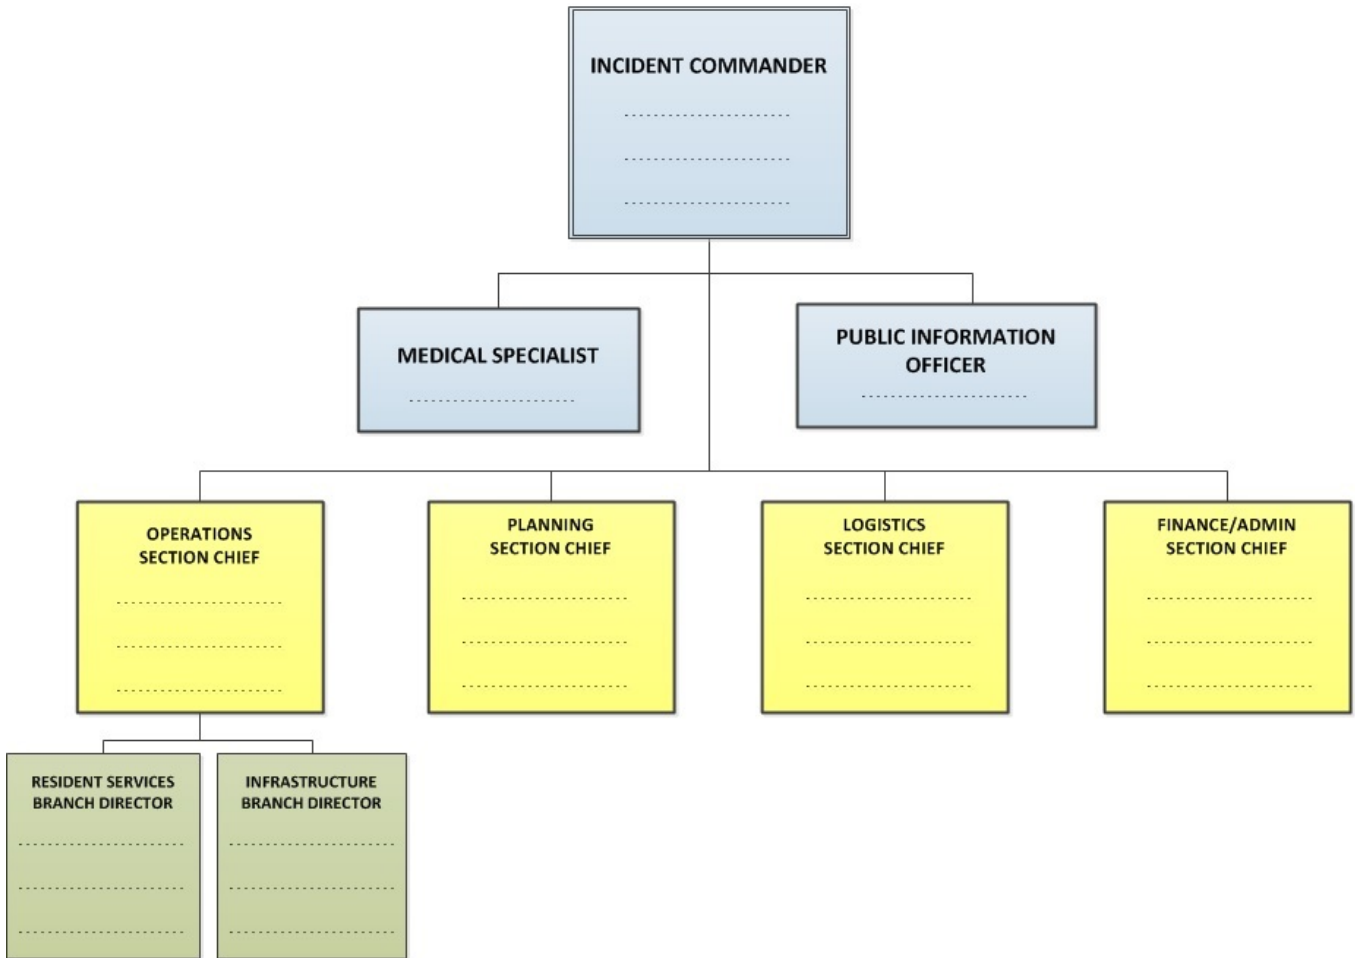 INCIDENT COMMANDER
MEDICAL SPECIALIST
PUBLIC INFORMATION
OFFICER
OPERATIONS
SECTION CHIEF
PLANNING
SECTION CHIEF
LOGISTICS
SECTION CHIEF
FINANCE/ADMIN
SECTION CHIEF
RESIDENT SERVICES
BRANCH DIRECTOR
INFRASTRUCTURE
BRANCH DIRECTOR